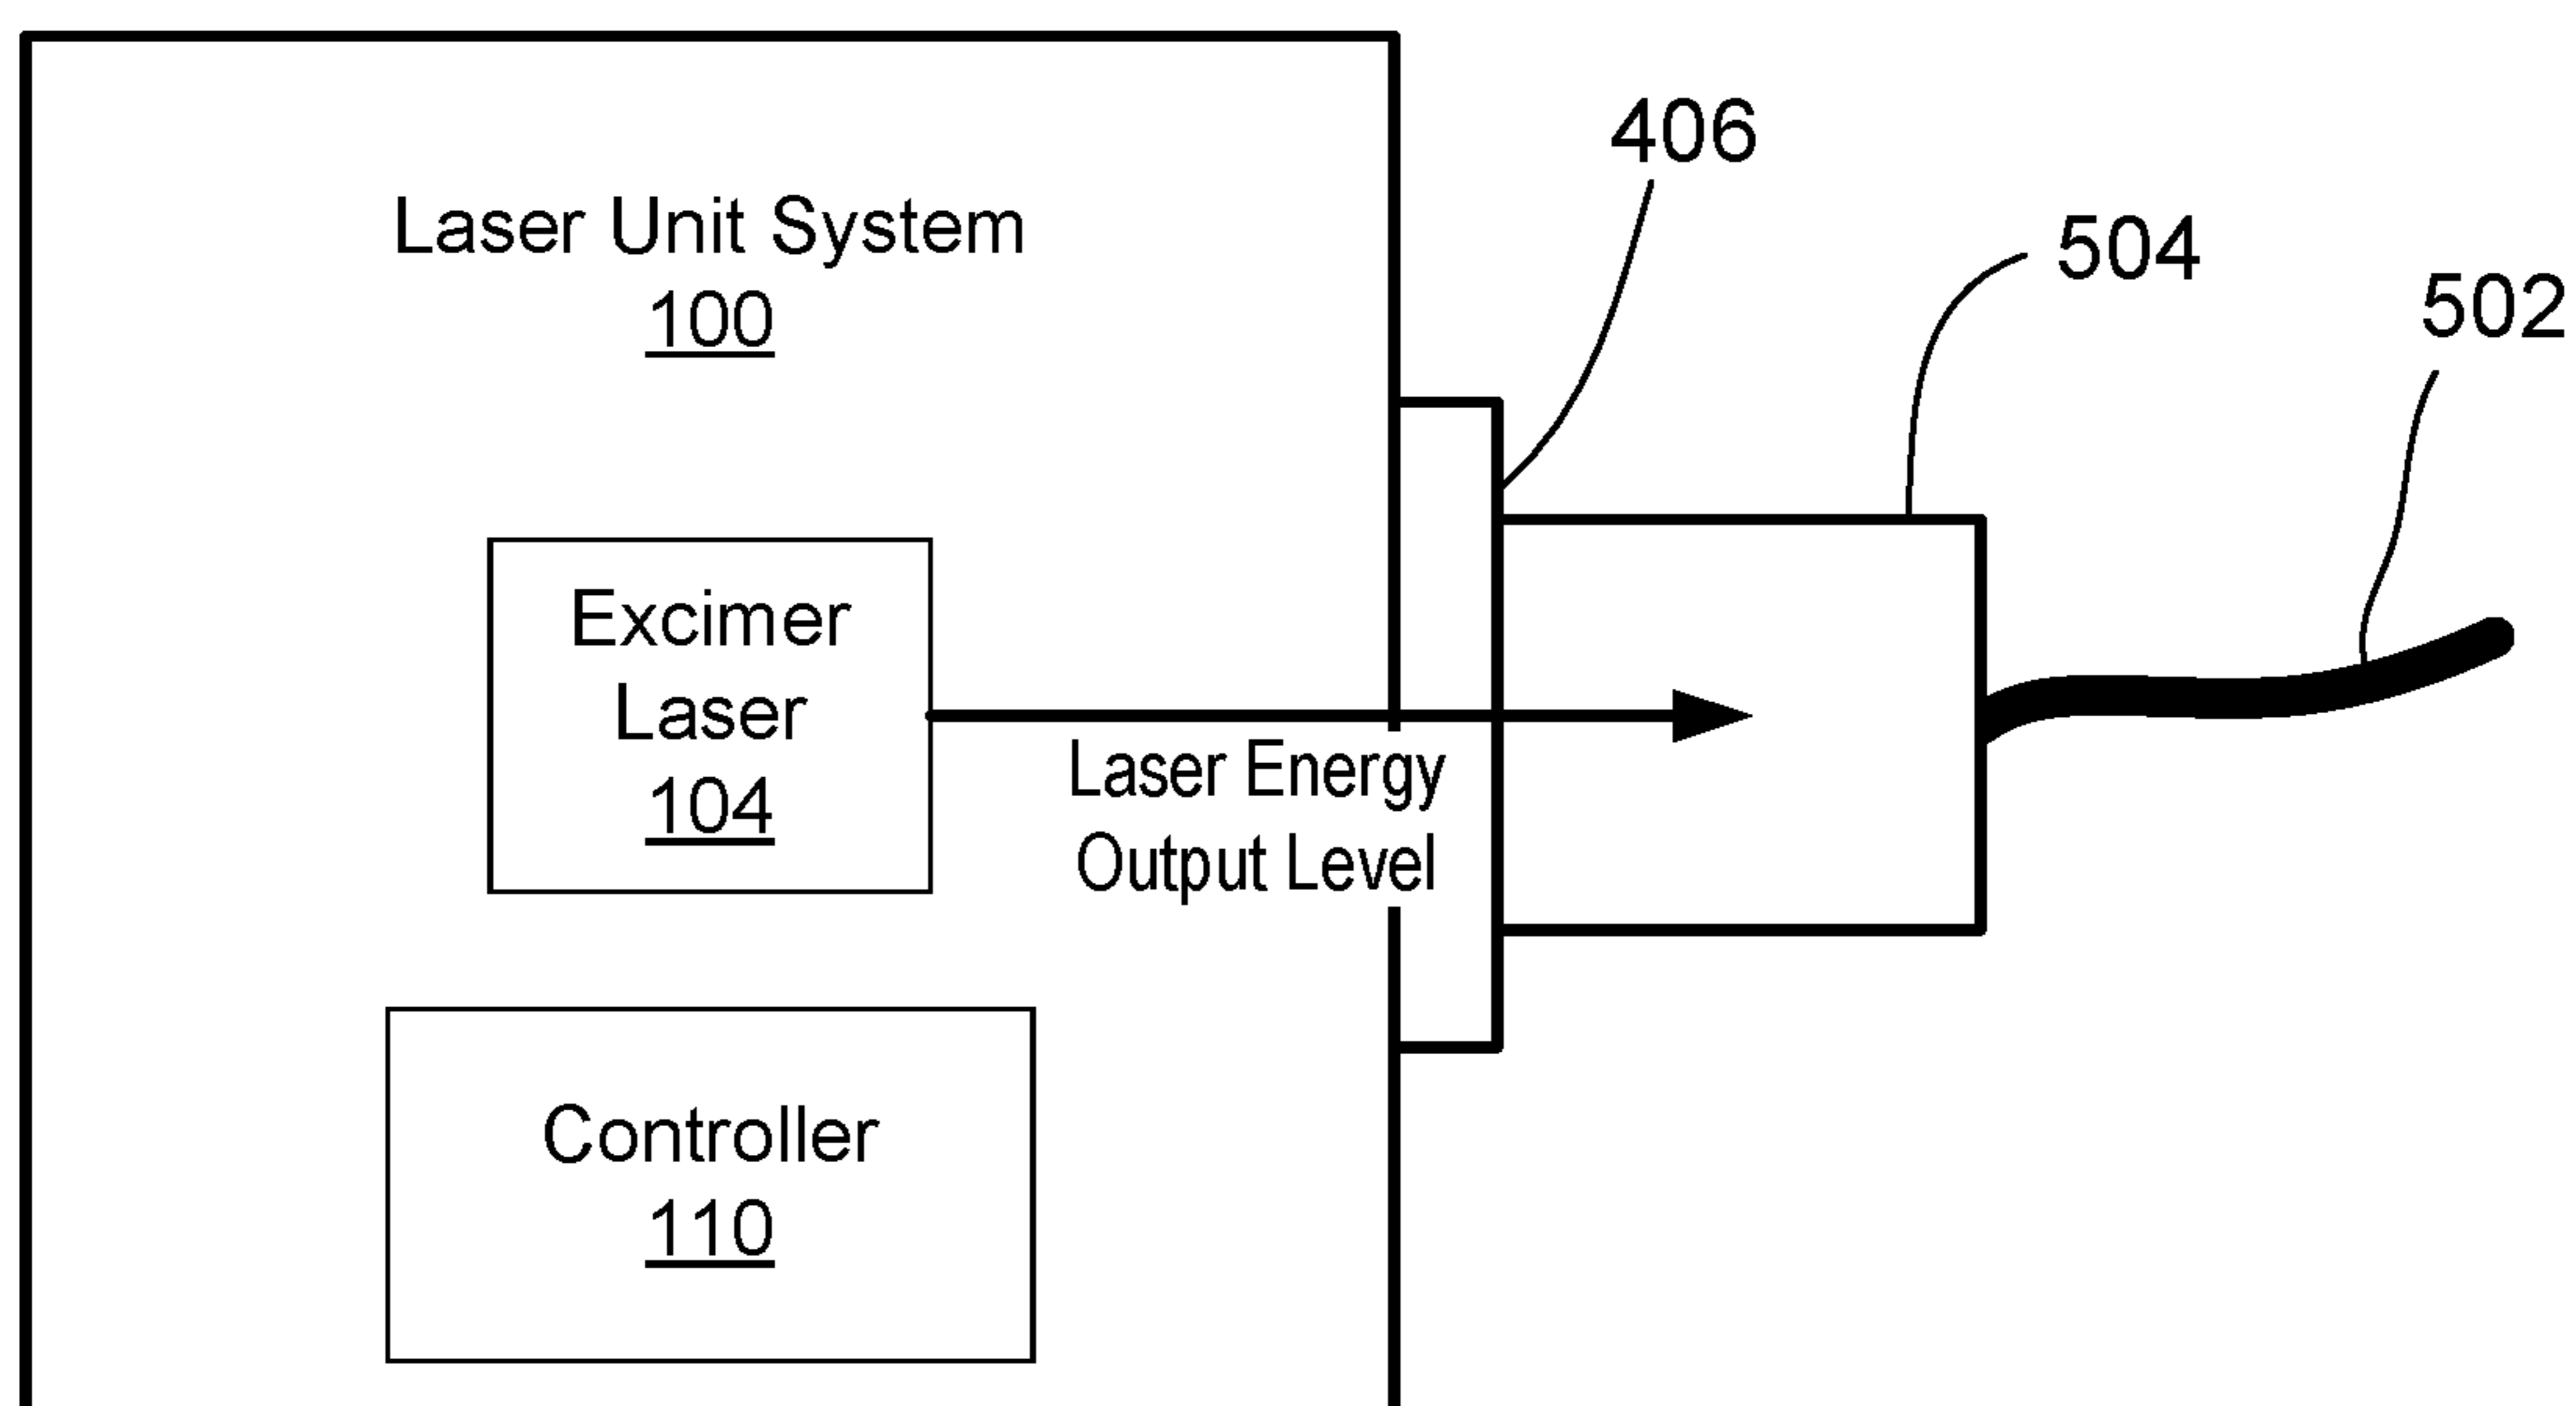 Laser Unit System
100
406
504
502
Excimer
Laser
104
Laser Energy
Output Level
Controller
110